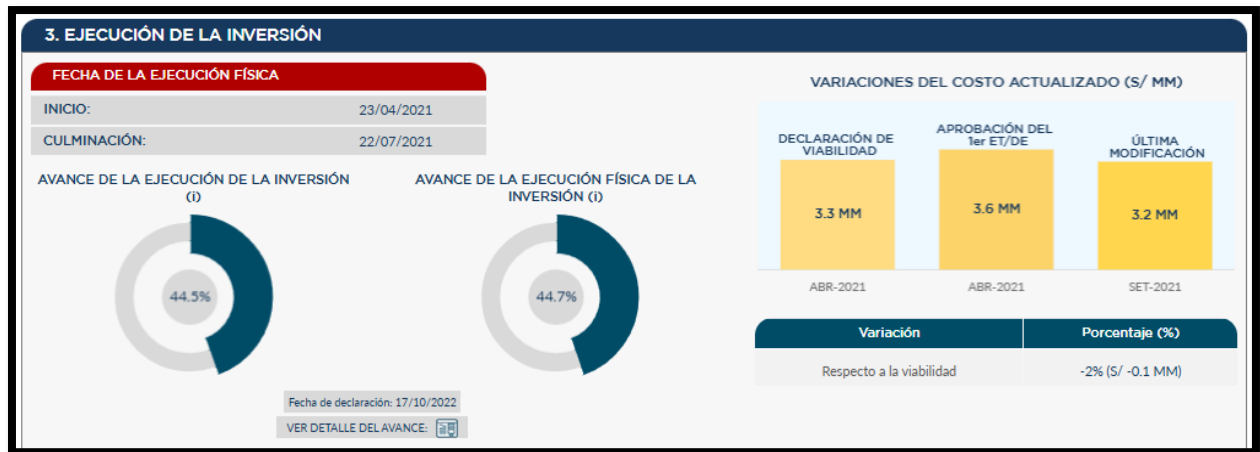 3. EJECUCIÓN DE LA INVERSIÓN
FECHA DE LA EJECUCIÓN FÍSICA
INICIO: 23/04/2021
CULMINACIÓN: 22/07/2021
AVANCE DE LA EJECUCIÓN DE LA INVERSIÓN
(i)
44.5%
AVANCE DE LA EJECUCIÓN FÍSICA DE LA
INVERSIÓN (i)
44.7%
Fecha de declaración: 17/10/2022
VER DETALLE DEL AVANCE:
VARIACIONES DEL COSTO ACTUALIZADO (S/ MM)
DECLARACIÓN DE
VIABILIDAD
3.3 MM
ABR-2021
APROBACIÓN DEL
1er ET/DE
3.6 MM
ABR-2021
ÚLTIMA
MODIFICACIÓN
3.2 MM
SET-2021
Variación Porcentaje (%)
Respecto a la viabilidad -2% (S/ -0.1 MM)